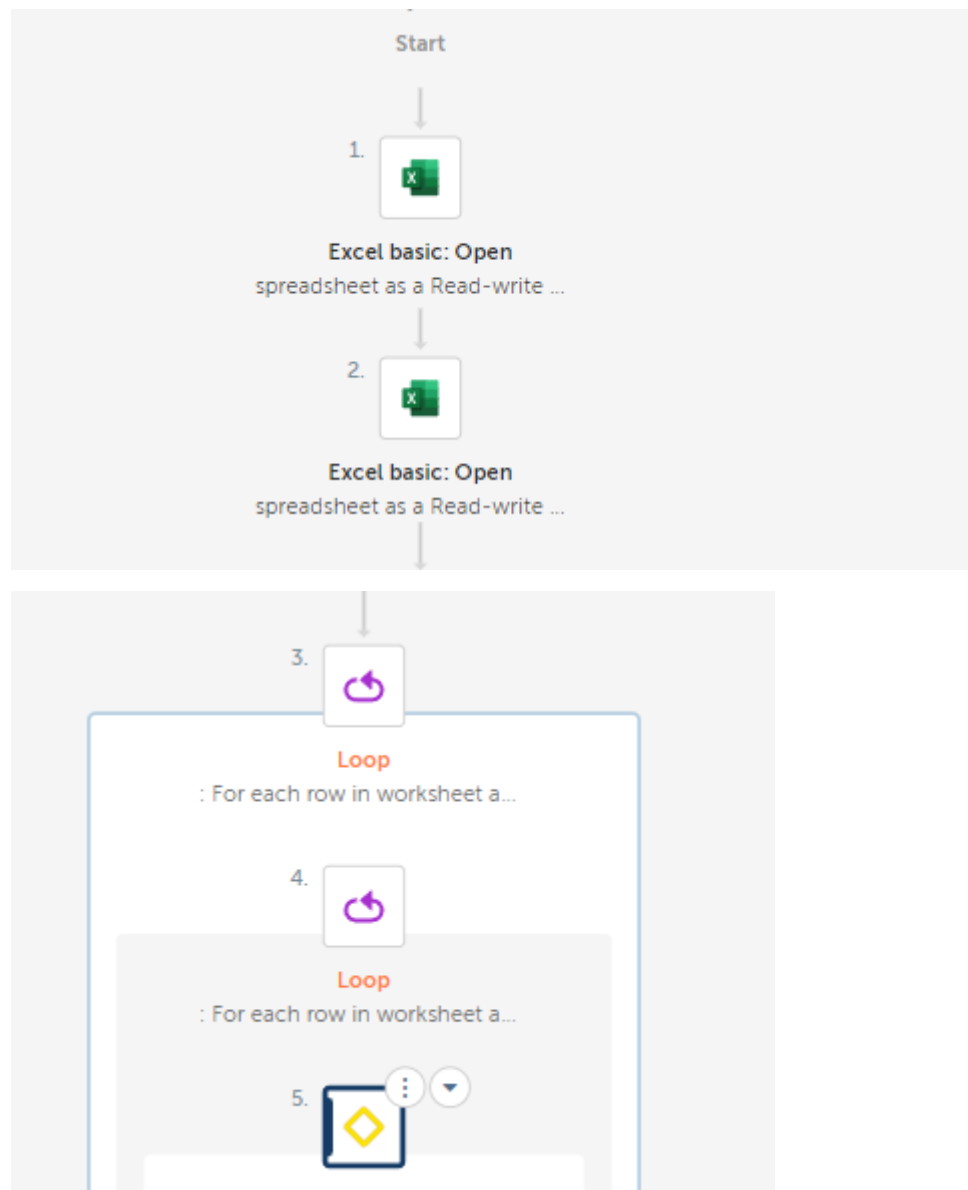 Start
1.
Excel basic: Open
spreadsheet as a Read-write ...
2.
Excel basic: Open
spreadsheet as a Read-write ...
3.
Loop
: For each row in worksheet a...
4.
Loop
: For each row in worksheet a...
5.